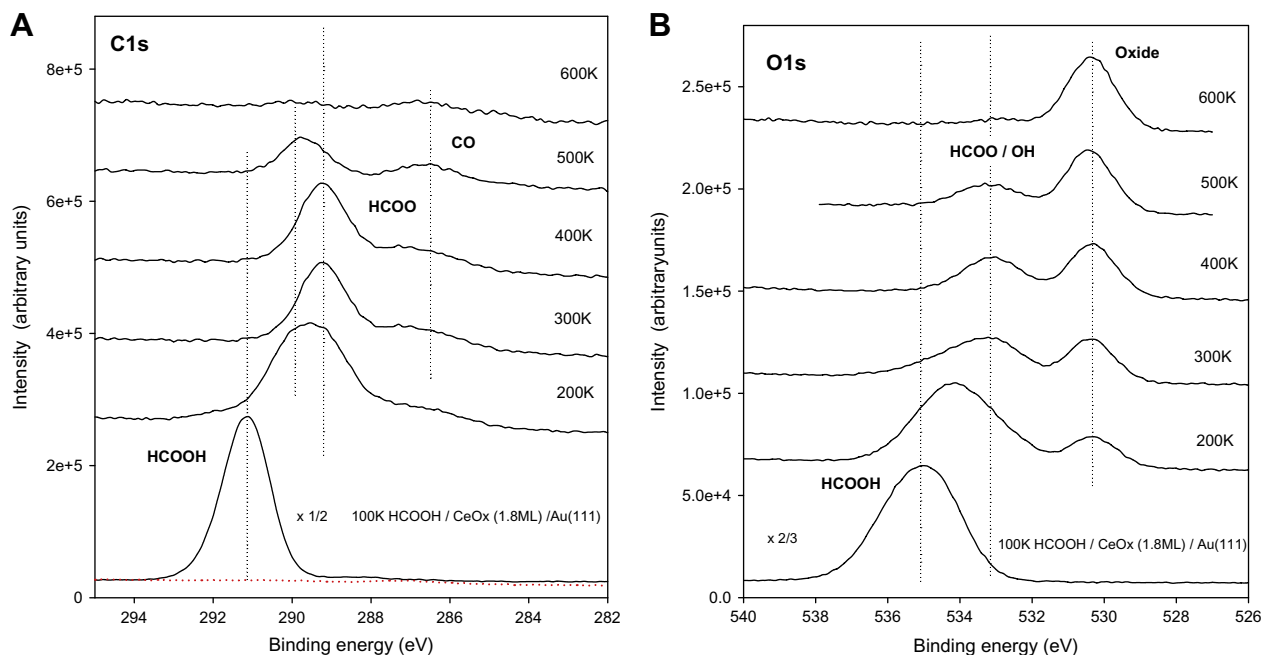 A
C1s
8e+5
6e+5
4e+5
2e+5
0
Intensity (arbitrary units)
600K
CO
500K
HCOO
400K
300K
200K
HCOOH
x 1/2
100K HCOOH / CeOx (1.8ML) /Au(111)
294 292 290 288 286 284 282
Binding energy (eV)
B
O1s
Oxide
2.5e+5
2.0e+5
1.5e+5
1.0e+5
5.0e+4
0.0
Intensity (arbitraryunits)
600K
HCOO / OH
500K
400K
300K
200K
HCOOH
x 2/3
100K HCOOH / CeOx (1.8ML) / Au(111)
540 538 536 534 532 530 528 526
Binding energy (eV)